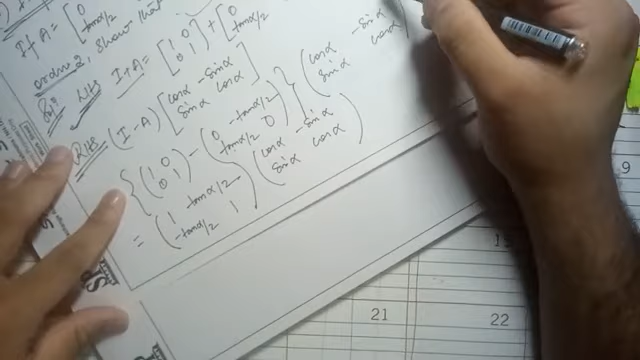 If A = [ 0
tanα/2
order 2, show that
LHS I+A = [ 1 0 0 1 ] + [ 0 tanα/2
RHS (I-A) [ cosα -sinα sinα cosα ]
{ ( 1 0 0 1 ) - ( 0 -tanα/2 tanα/2 0 ) } ( cosα -sinα sinα cosα )
= ( 1 tanα/2 -tanα/2 1 ) ( cosα -sinα sinα cosα )
9
21
22